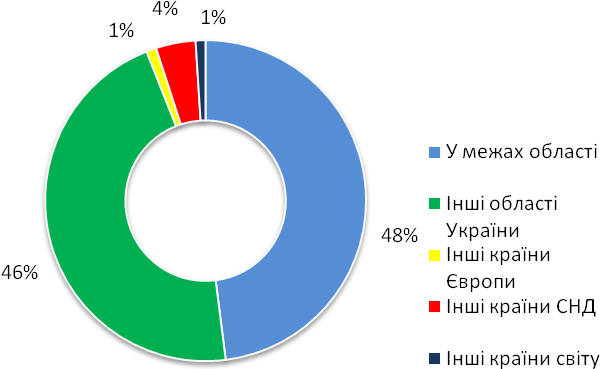 4%
1%
1%
48%
46%
У межах області
Інші області
України
Інші країни
Європи
Інші країни СНД
Інші країни світу